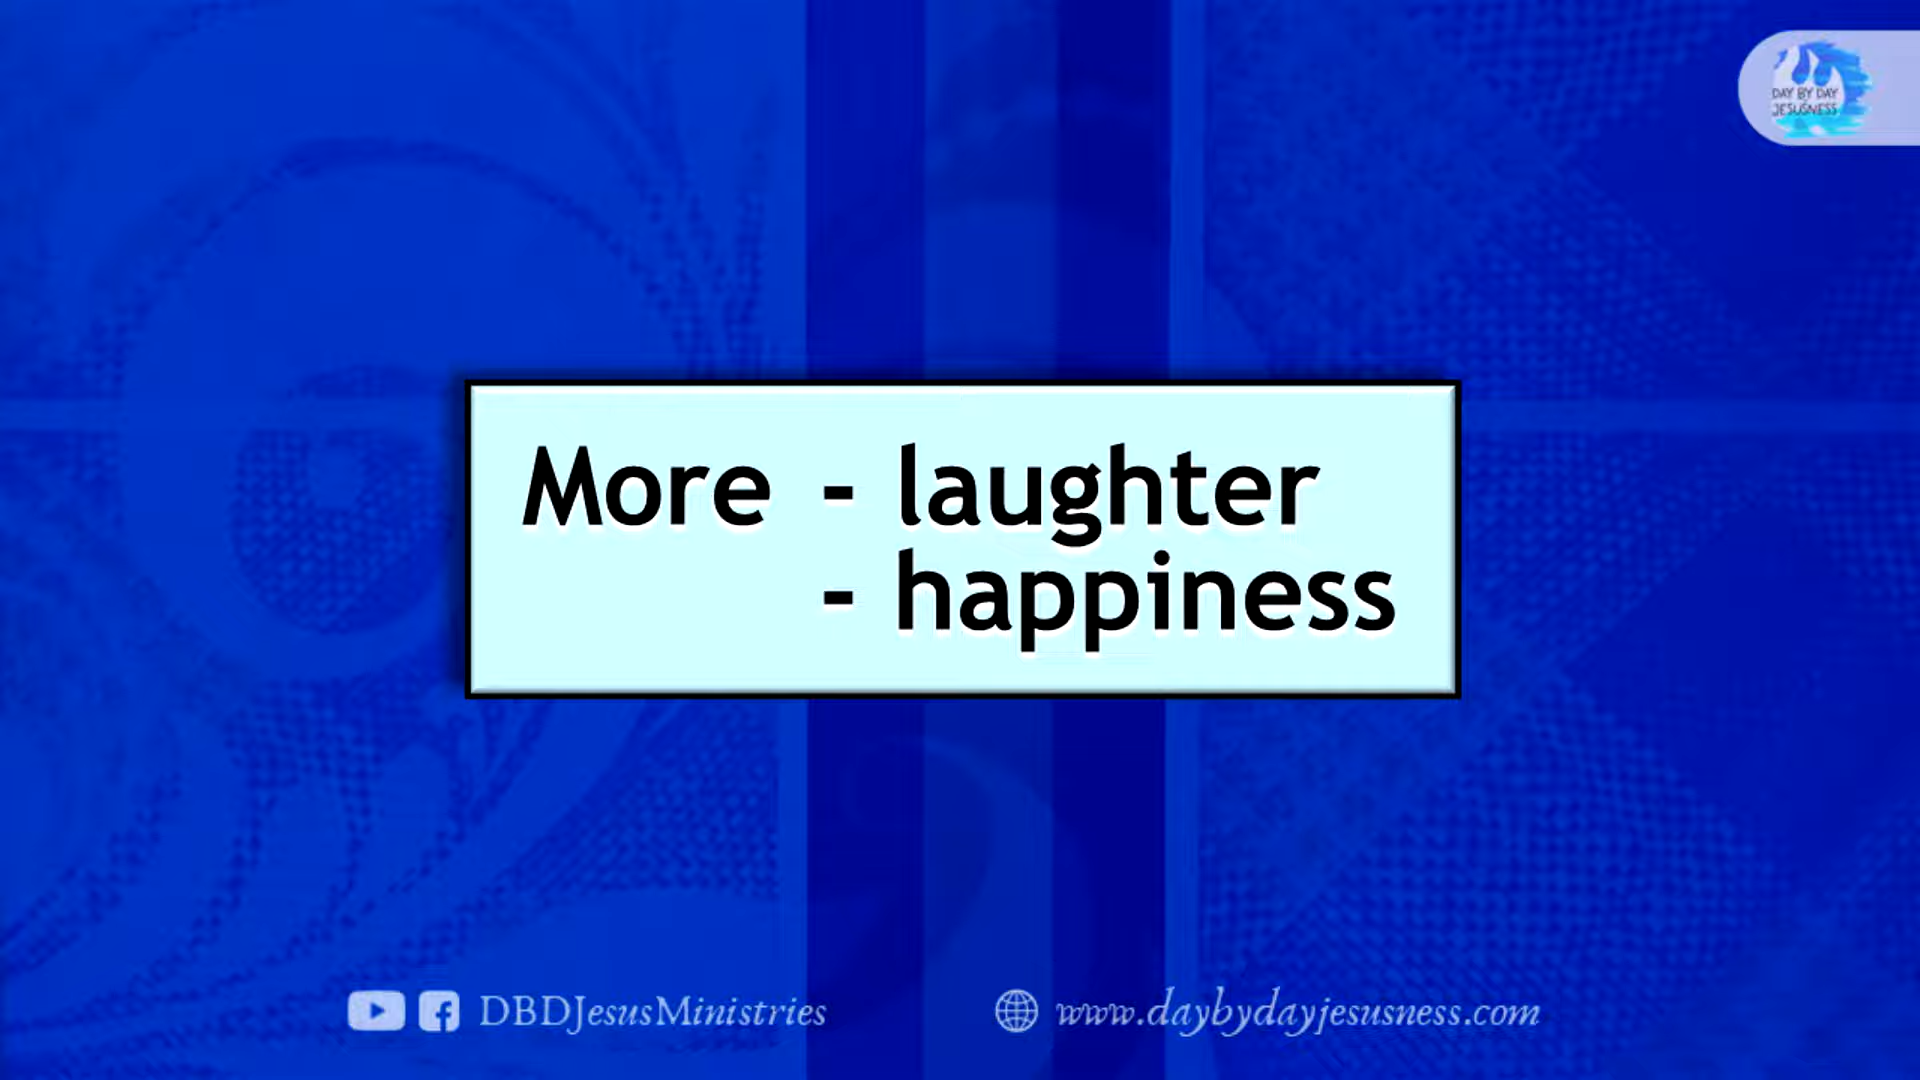 DAY BY DAY
JESUSNESS
More - laughter
- happiness
DBDJesusMinistries
www.daybydayjesusness.com